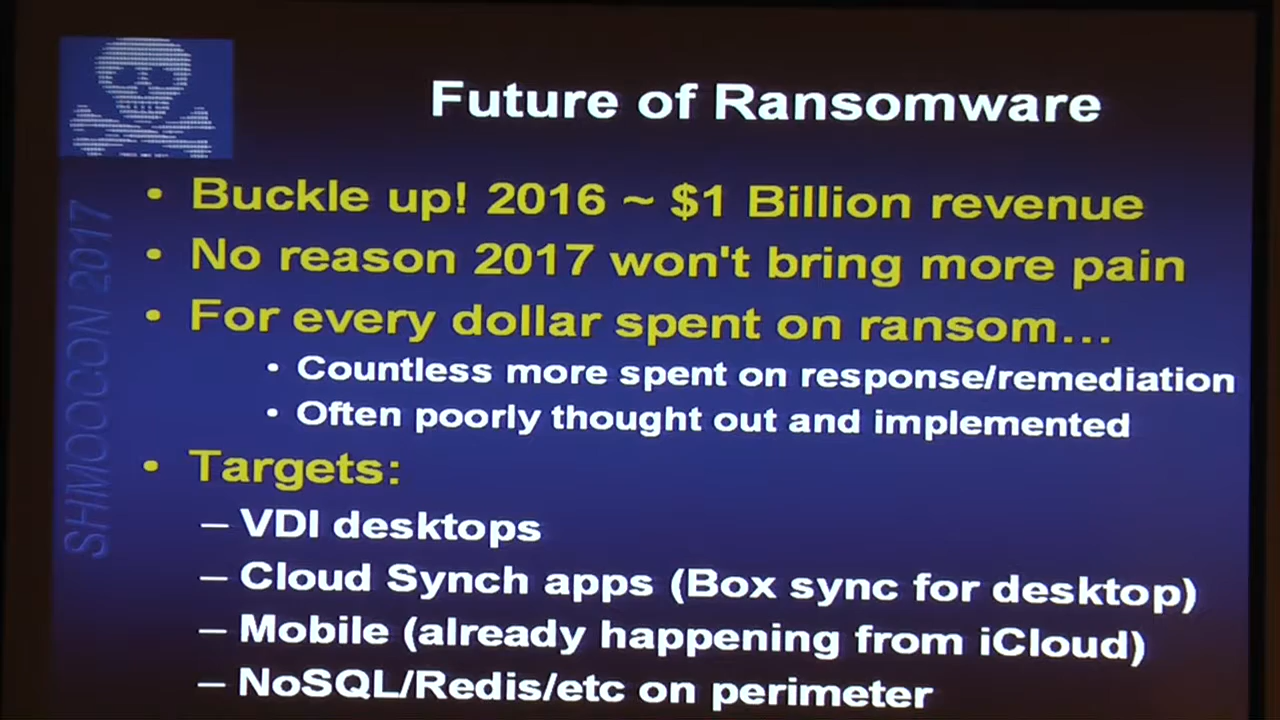 Future of Ransomware
• Buckle up! 2016 ~ $1 Billion revenue
• No reason 2017 won't bring more pain
• For every dollar spent on ransom…
• Countless more spent on response/remediation
• Often poorly thought out and implemented
• Targets:
– VDI desktops
– Cloud Synch apps (Box sync for desktop)
– Mobile (already happening from iCloud)
– NoSQL/Redis/etc on perimeter
SHMOOCON 2017